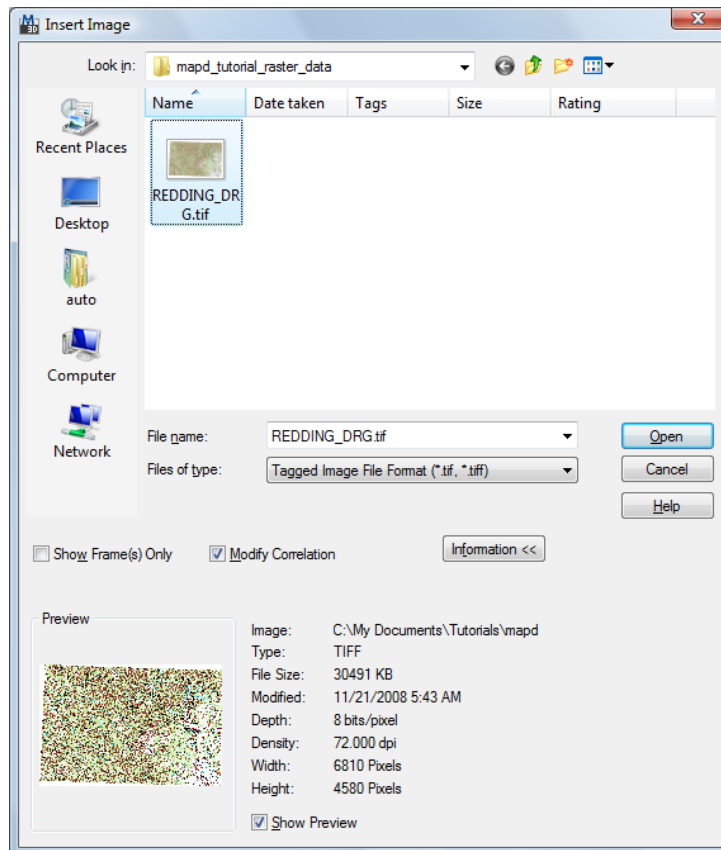 Insert Image
Look in: mapd_tutorial_raster_data
Name Date taken Tags Size Rating
Recent Places
Desktop
auto
Computer
Network
REDDING_DR
G.tif
File name: REDDING_DRG.tif
Files of type: Tagged Image File Format (*.tif, *.tiff)
Open
Cancel
Help
Show Frame(s) Only
Modify Correlation
Information <<
Preview
Image: C:\My Documents\Tutorials\mapd
Type: TIFF
File Size: 30491 KB
Modified: 11/21/2008 5:43 AM
Depth: 8 bits/pixel
Density: 72.000 dpi
Width: 6810 Pixels
Height: 4580 Pixels
Show Preview